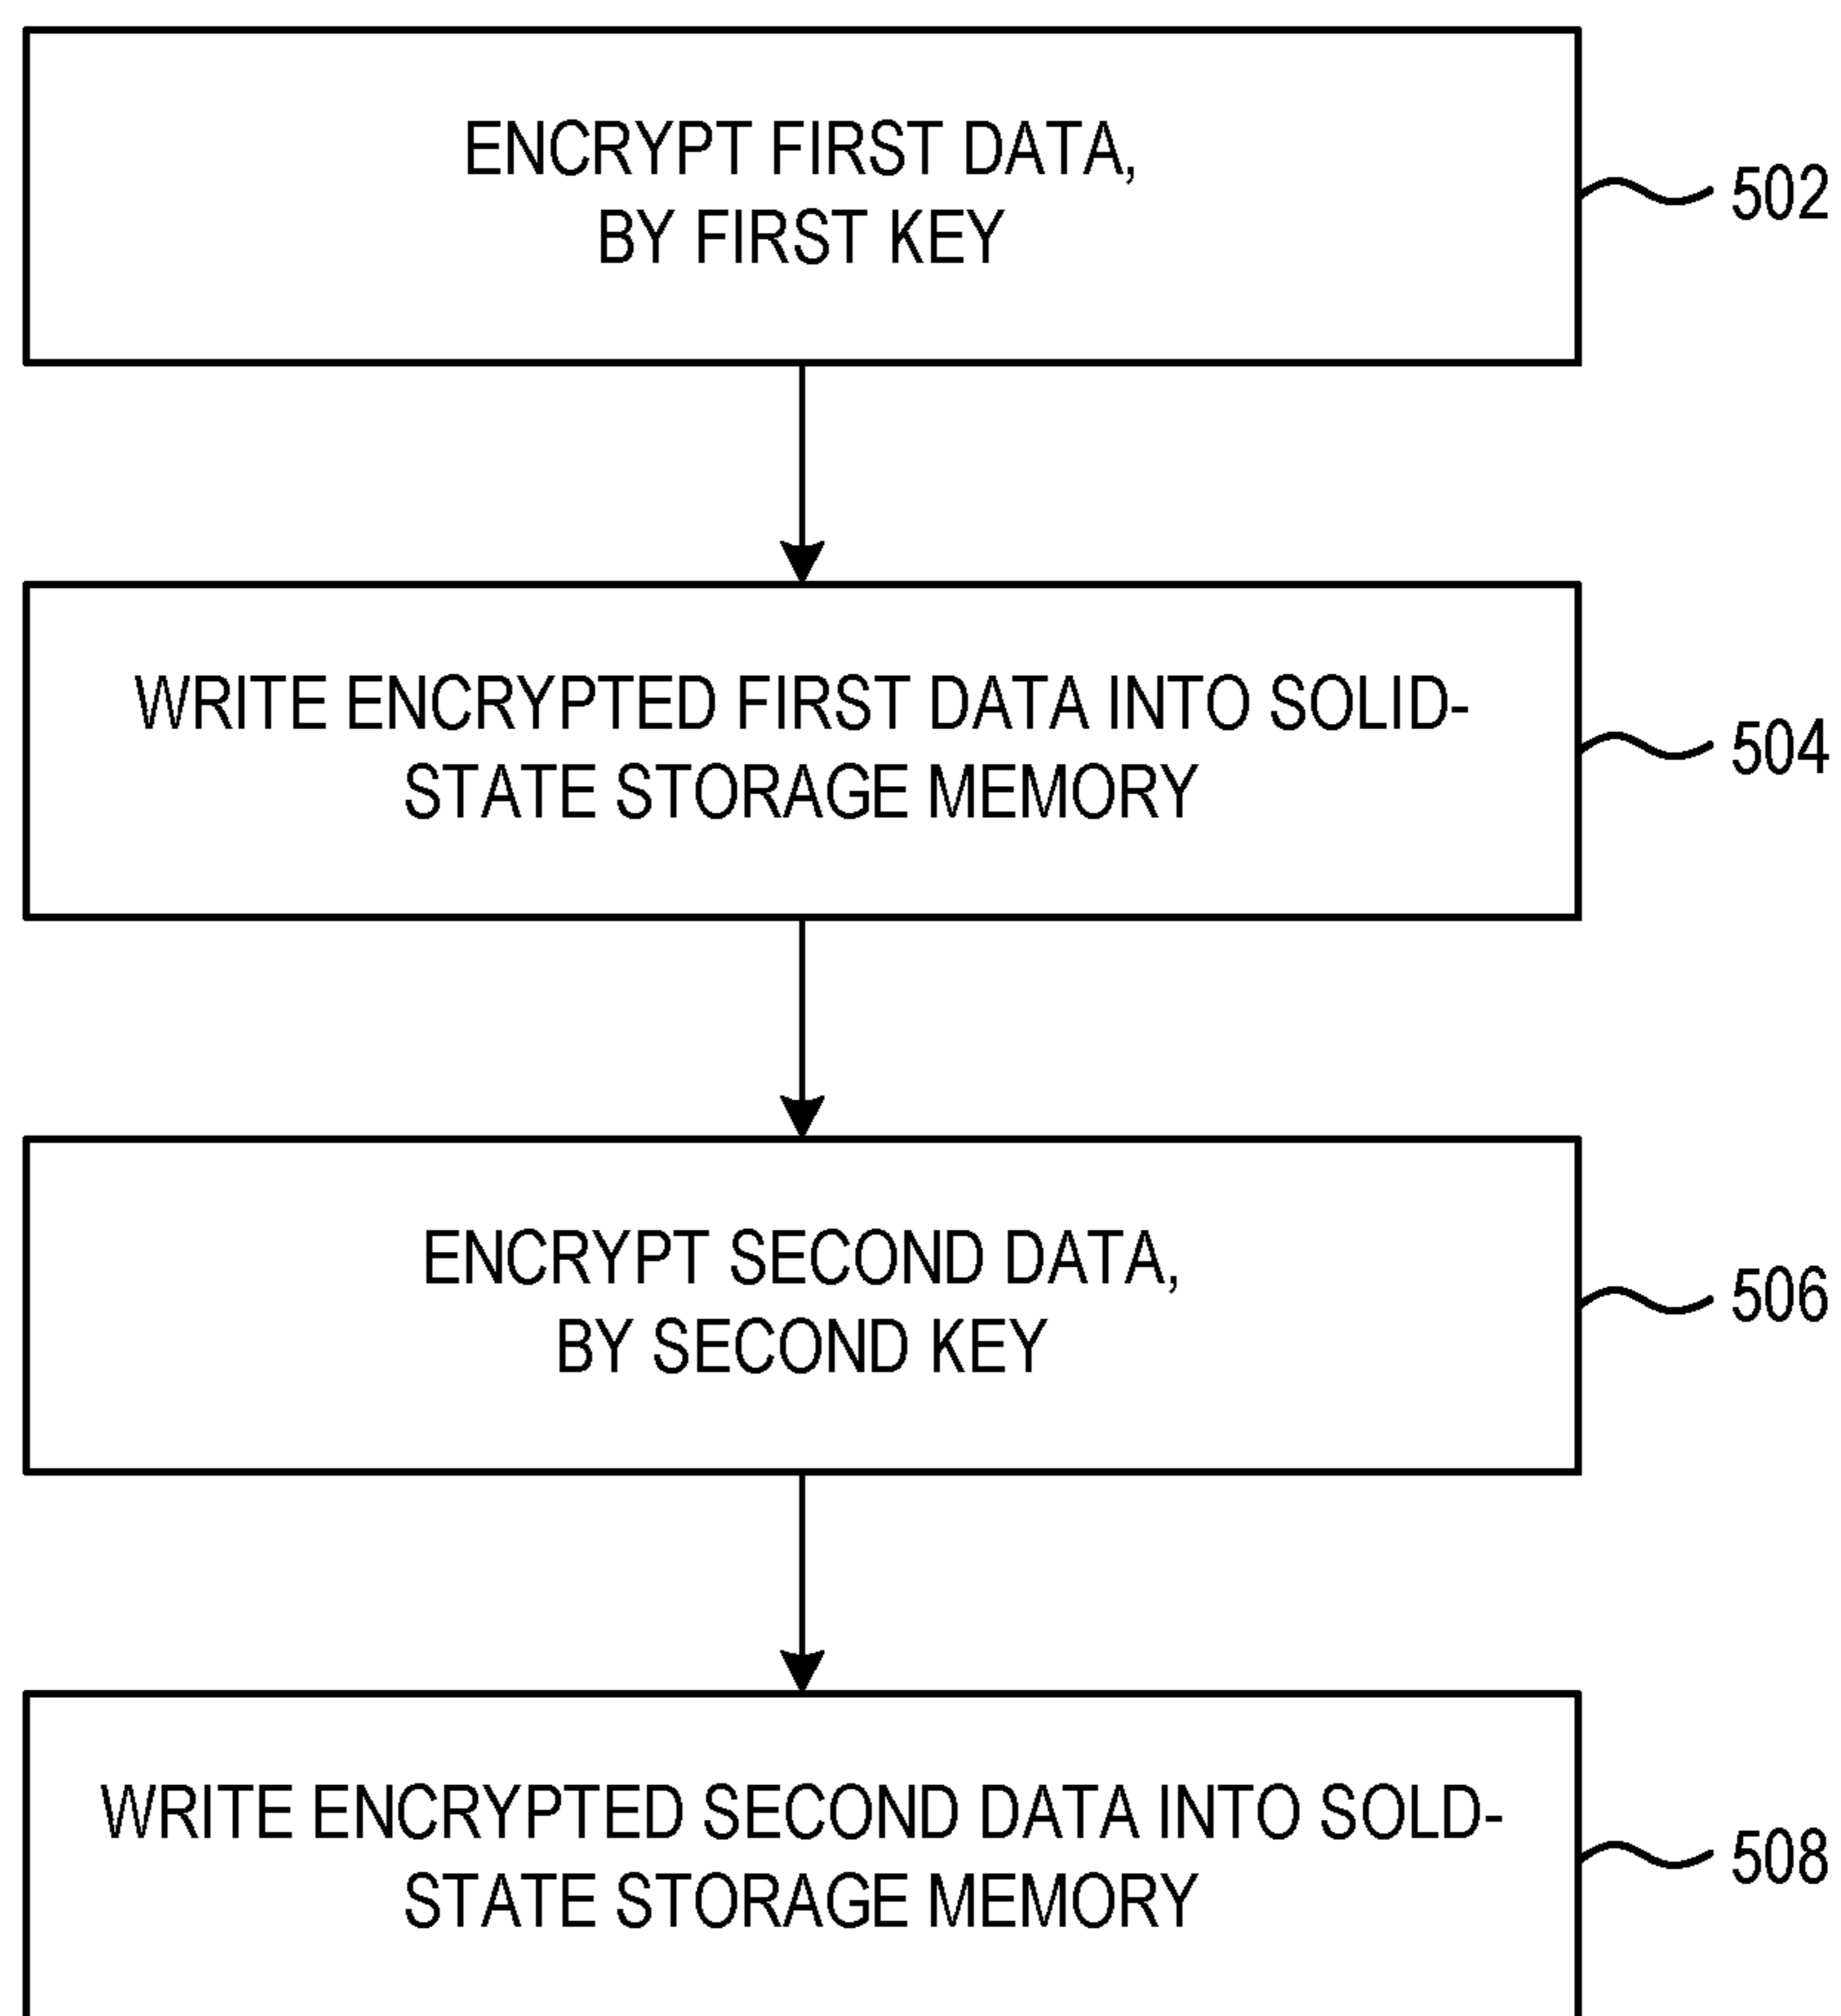 ENCRYPT FIRST DATA,
BY FIRST KEY
502
WRITE ENCRYPTED FIRST DATA INTO SOLID-
STATE STORAGE MEMORY
504
ENCRYPT SECOND DATA,
BY SECOND KEY
506
WRITE ENCRYPTED SECOND DATA INTO SOLD-
STATE STORAGE MEMORY
508